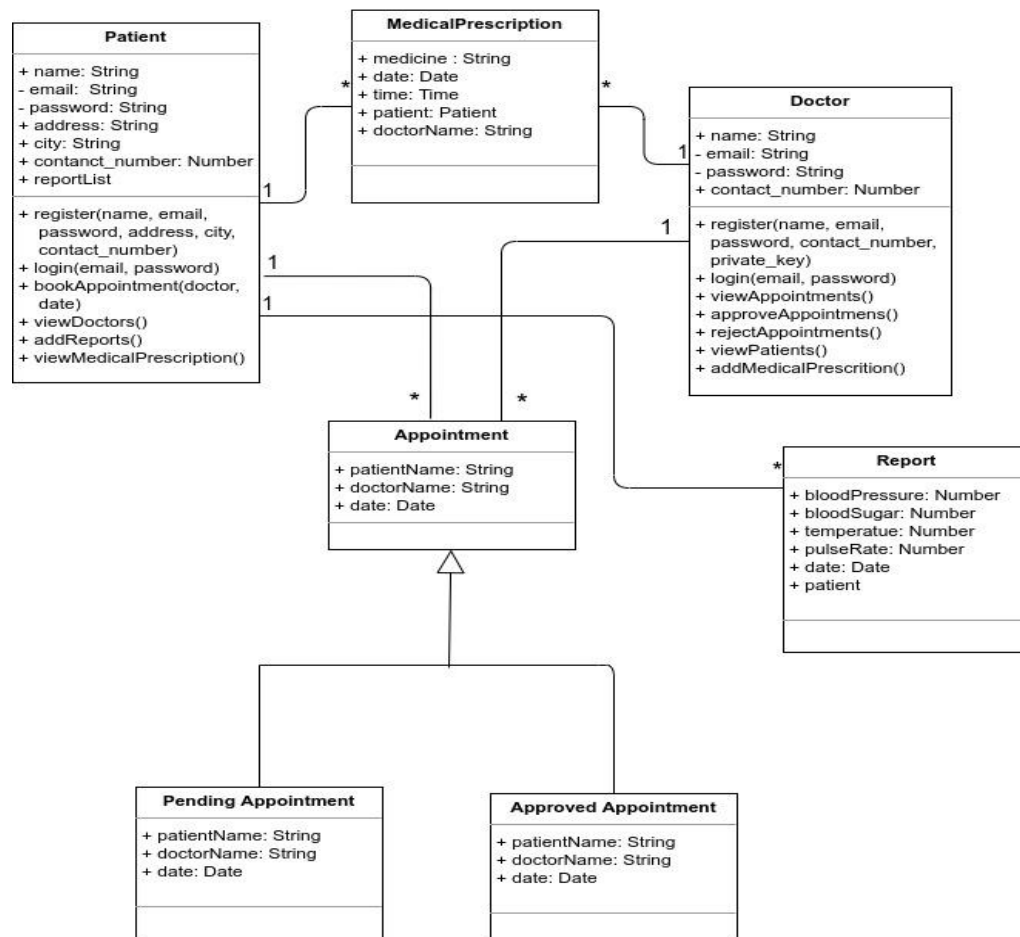 Patient
+ name: String
- email: String
- password: String
+ address: String
+ city: String
+ contanct_number: Number
+ reportList
+ register(name, email,
password, address, city,
contact_number)
+ login(email, password)
+ bookAppointment(doctor,
date)
+ viewDoctors()
+ addReports()
+ viewMedicalPrescription()
MedicalPrescription
+ medicine : String
+ date: Date
+ time: Time
+ patient: Patient
+ doctorName: String
Doctor
+ name: String
- email: String
- password: String
+ contact_number: Number
+ register(name, email,
password, contact_number,
private_key)
+ login(email, password)
+ viewAppointments()
+ approveAppointmens()
+ rejectAppointments()
+ viewPatients()
+ addMedicalPrescrition()
*
*
1
1
1
1
1
*
*
*
Appointment
+ patientName: String
+ doctorName: String
+ date: Date
Report
+ bloodPressure: Number
+ bloodSugar: Number
+ temperatue: Number
+ pulseRate: Number
+ date: Date
+ patient
Pending Appointment
+ patientName: String
+ doctorName: String
+ date: Date
Approved Appointment
+ patientName: String
+ doctorName: String
+ date: Date